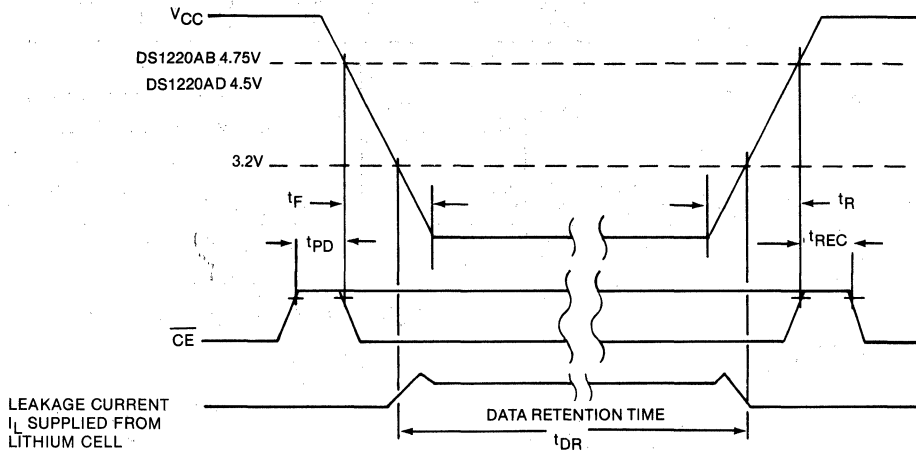 VCC
DS1220AB 4.75V
DS1220AD 4.5V
3.2V
tF
tR
tPD
tREC
CE
LEAKAGE CURRENT
IL SUPPLIED FROM
LITHIUM CELL
DATA RETENTION TIME
tDR